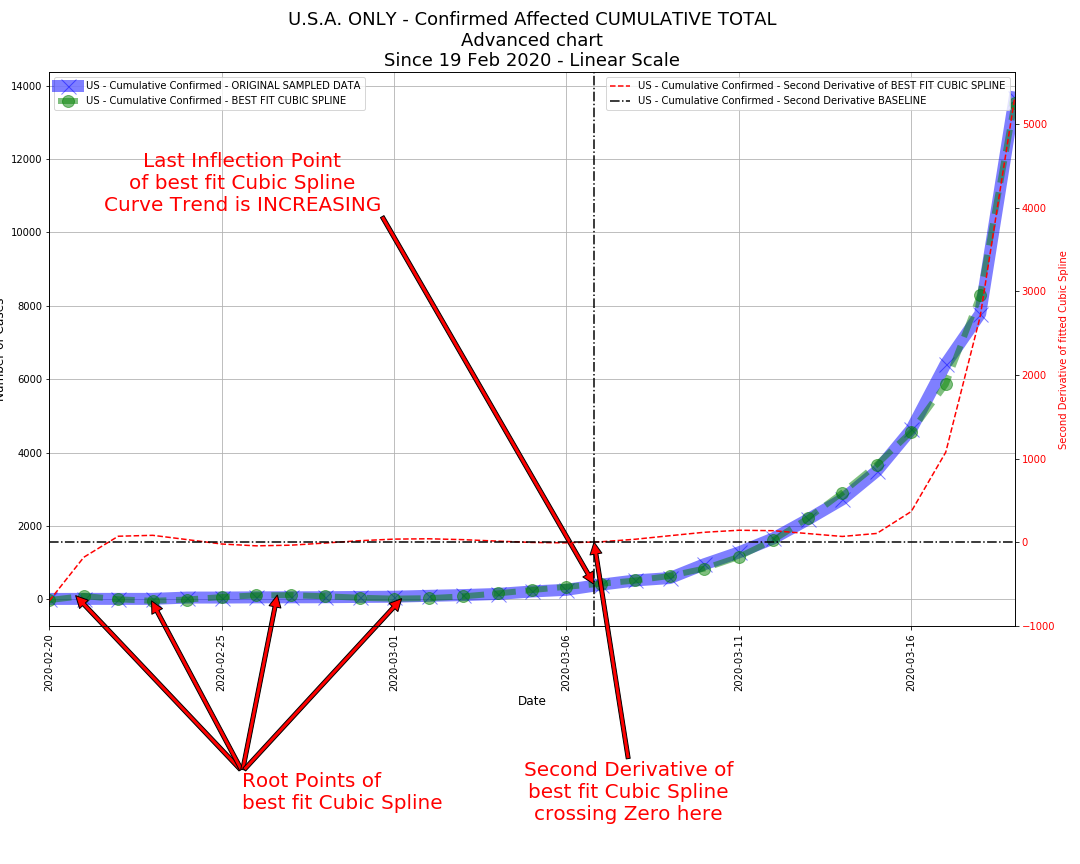 U.S.A. ONLY - Confirmed Affected CUMULATIVE TOTAL
Advanced chart
Since 19 Feb 2020 - Linear Scale
US - Cumulative Confirmed - ORIGINAL SAMPLED DATA
US - Cumulative Confirmed - BEST FIT CUBIC SPLINE
US - Cumulative Confirmed - Second Derivative of BEST FIT CUBIC SPLINE
US - Cumulative Confirmed - Second Derivative BASELINE
14000
12000
10000
8000
6000
4000
2000
0
5000
4000
3000
2000
1000
0
−1000
Second Derivative of fitted Cubic Spline
Last Inflection Point
of best fit Cubic Spline
Curve Trend is INCREASING
2020-02-20
2020-02-25
2020-03-01
2020-03-06
2020-03-11
2020-03-16
Date
Root Points of
best fit Cubic Spline
Second Derivative of
best fit Cubic Spline
crossing Zero here